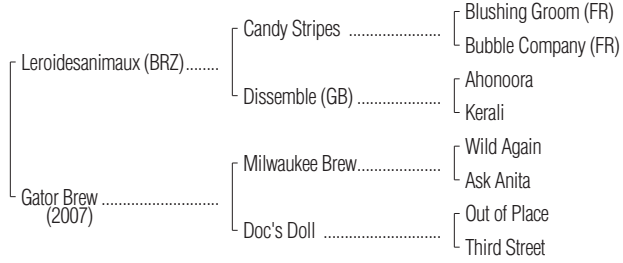 Blushing Groom (FR)
Candy Stripes ....................
Bubble Company (FR)
Leroidesanimaux (BRZ)........
Ahonoora
Dissemble (GB) ..................
Kerali
Wild Again
Milwaukee Brew..................
Ask Anita
Gator Brew .........................
(2007)
Out of Place
Doc's Doll .........................
Third Street